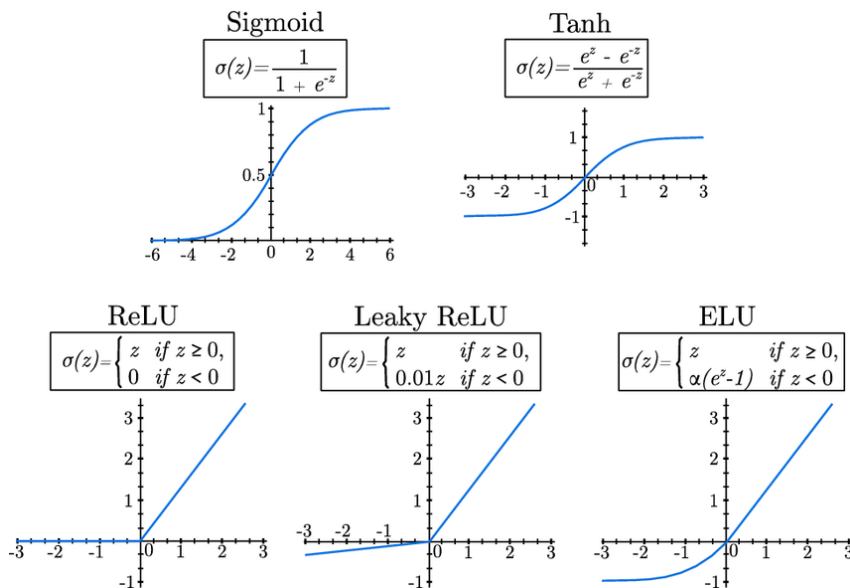 Sigmoid
σ(z)= 1
1 + e^-z
1
0.5
-6 -4 -2 0 2 4 6
Tanh
σ(z)= e^z - e^-z
e^z + e^-z
1
-3 -2 -1 0 1 2 3
-1
ReLU
σ(z)= { z if z ≥ 0,
0 if z < 0
3
2
1
-3 -2 -1 0 1 2 3
-1
Leaky ReLU
σ(z)= { z if z ≥ 0,
0.01z if z < 0
3
2
1
-3 -2 -1 0 1 2 3
-1
ELU
σ(z)= { z if z ≥ 0,
α(e^z-1) if z < 0
3
2
1
-3 -2 -1 0 1 2 3
-1